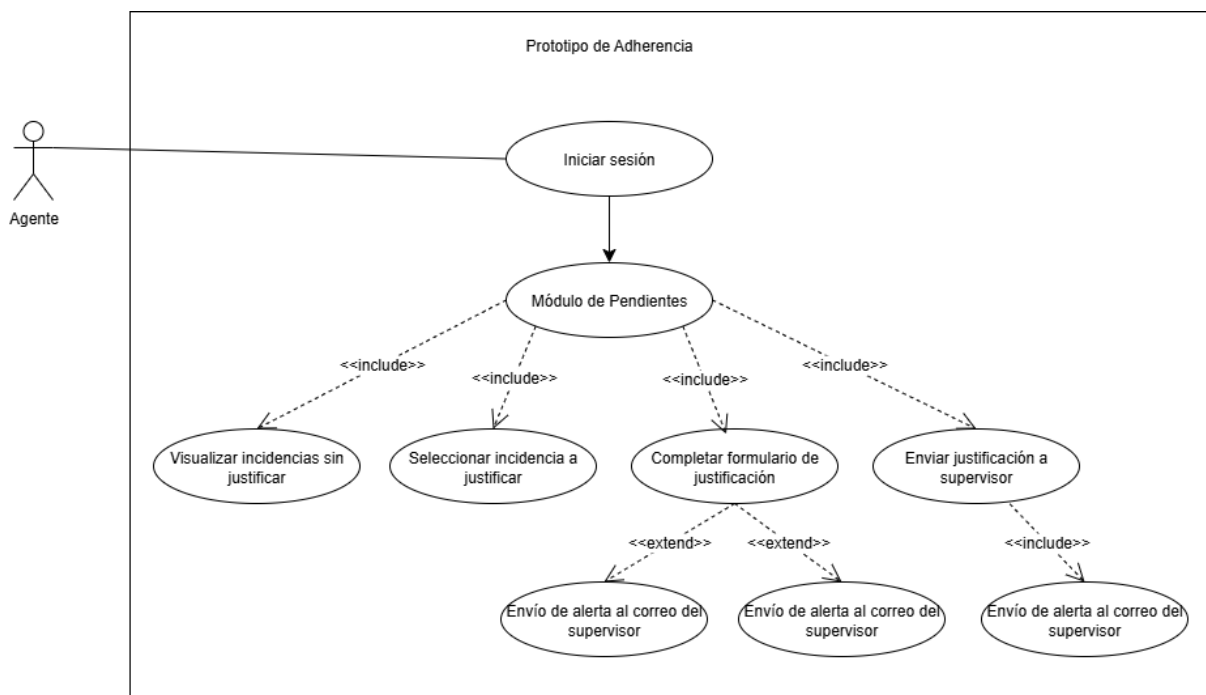 Prototipo de Adherencia
Iniciar sesión
Agente
Módulo de Pendientes
<<include>>
<<include>>
<<include>>
<<include>>
Visualizar incidencias sin
justificar
Seleccionar incidencia a
justificar
Completar formulario de
justificación
Enviar justificación a
supervisor
<<extend>>
<<extend>>
<<include>>
Envío de alerta al correo del
supervisor
Envío de alerta al correo del
supervisor
Envío de alerta al correo del
supervisor